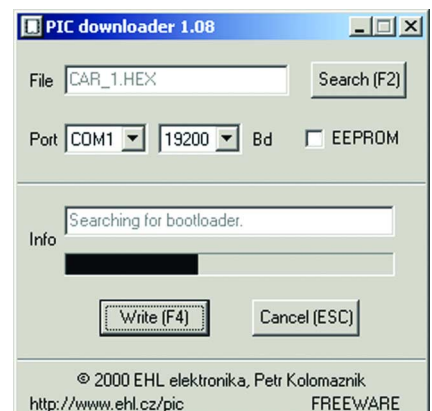 PIC downloader 1.08
File CAR_1.HEX Search (F2)
Port COM1 19200 Bd EEPROM
Searching for bootloader.
Info
Write (F4) Cancel (ESC)
© 2000 EHL elektronika, Petr Kolomaznik
http://www.ehl.cz/pic FREEWARE